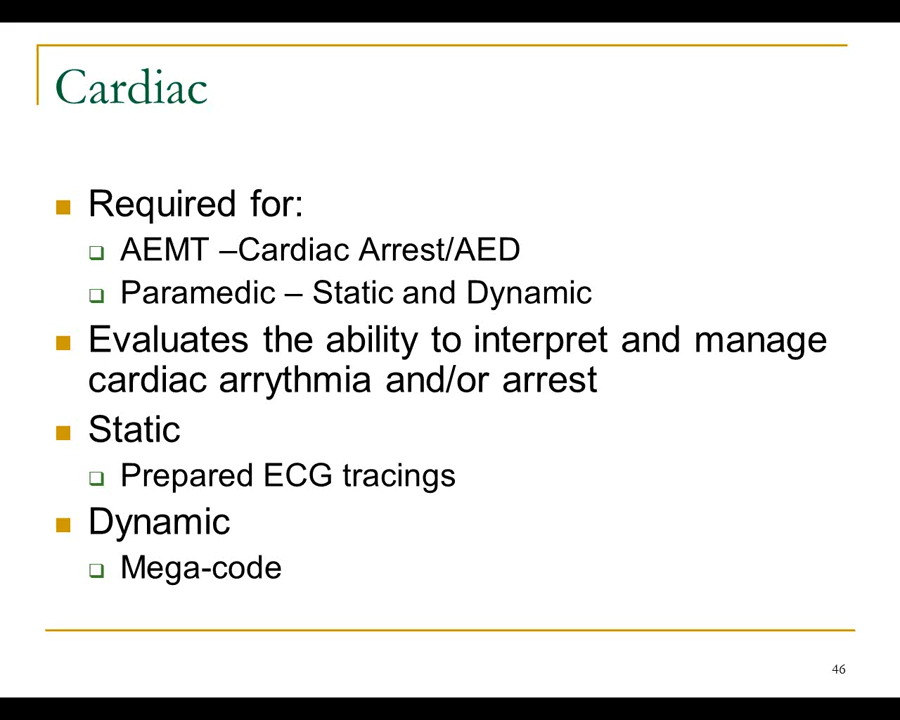 Cardiac
Required for:
AEMT –Cardiac Arrest/AED
Paramedic – Static and Dynamic
Evaluates the ability to interpret and manage
cardiac arrythmia and/or arrest
Static
Prepared ECG tracings
Dynamic
Mega-code
46